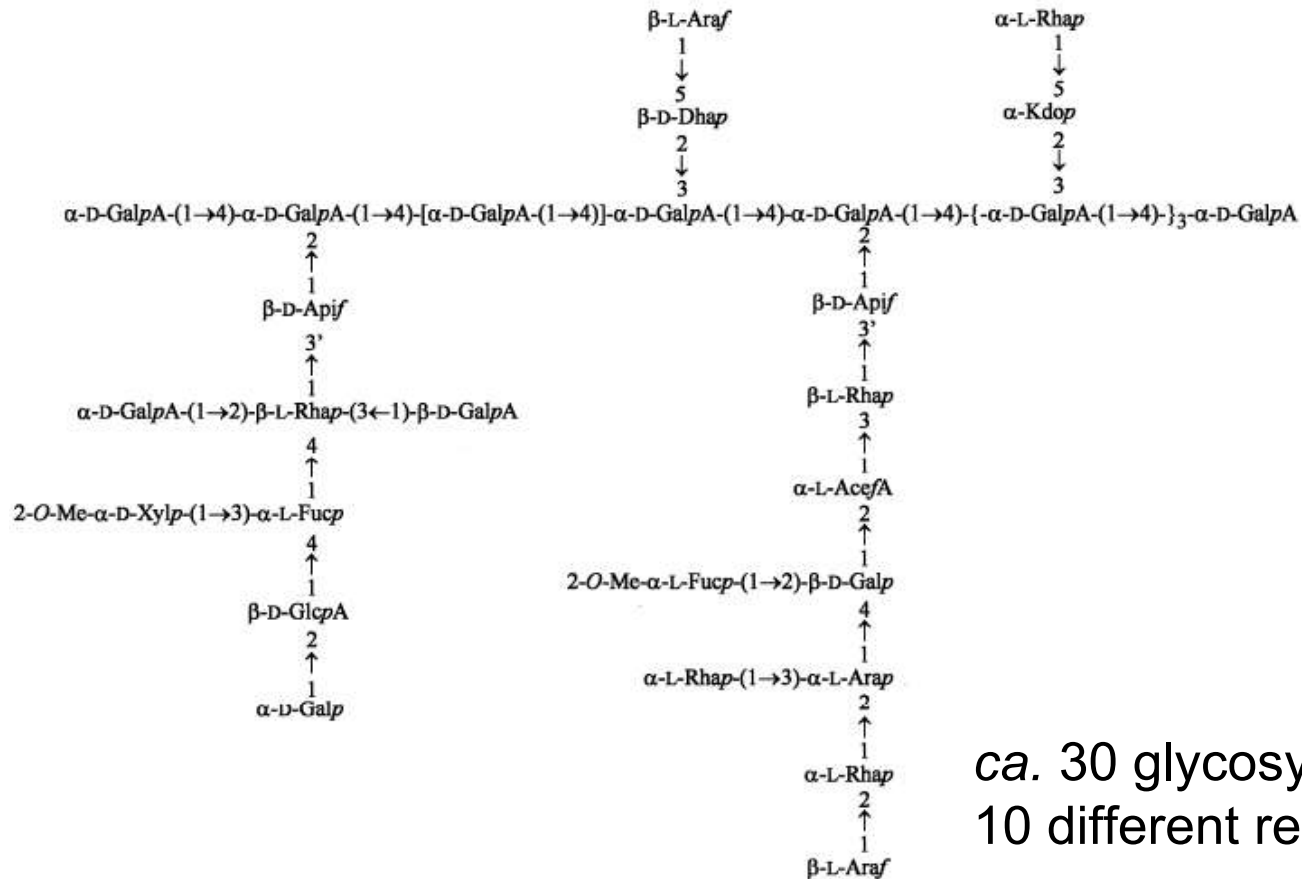 β-L-Araf α-L-Rhap
1 1
↓ ↓
5 5
β-D-Dhap α-Kdop
2 2
↓ ↓
3 3
α-D-GalpA-(1→4)-α-D-GalpA-(1→4)-[α-D-GalpA-(1→4)]-α-D-GalpA-(1→4)-α-D-GalpA-(1→4)-{-α-D-GalpA-(1→4)-}3-α-D-GalpA
2 2
↑ ↑
1 1
β-D-Apif β-D-Apif
3’ 3’
↑ ↑
1 1
α-D-GalpA-(1→2)-β-L-Rhap-(3←1)-β-D-GalpA β-L-Rhap
4 3
↑ ↑
1 1
2-O-Me-α-D-Xylp-(1→3)-α-L-Fucp α-L-AcefA
4 2
↑ ↑
1 1
β-D-GlcpA 2-O-Me-α-L-Fucp-(1→2)-β-D-Galp
2 4
↑ ↑
1 1
α-D-Galp α-L-Rhap-(1→3)-α-L-Arap
2
↑
1
α-L-Rhap
2
↑
1
β-L-Araf
ca. 30 glycosy
10 different re